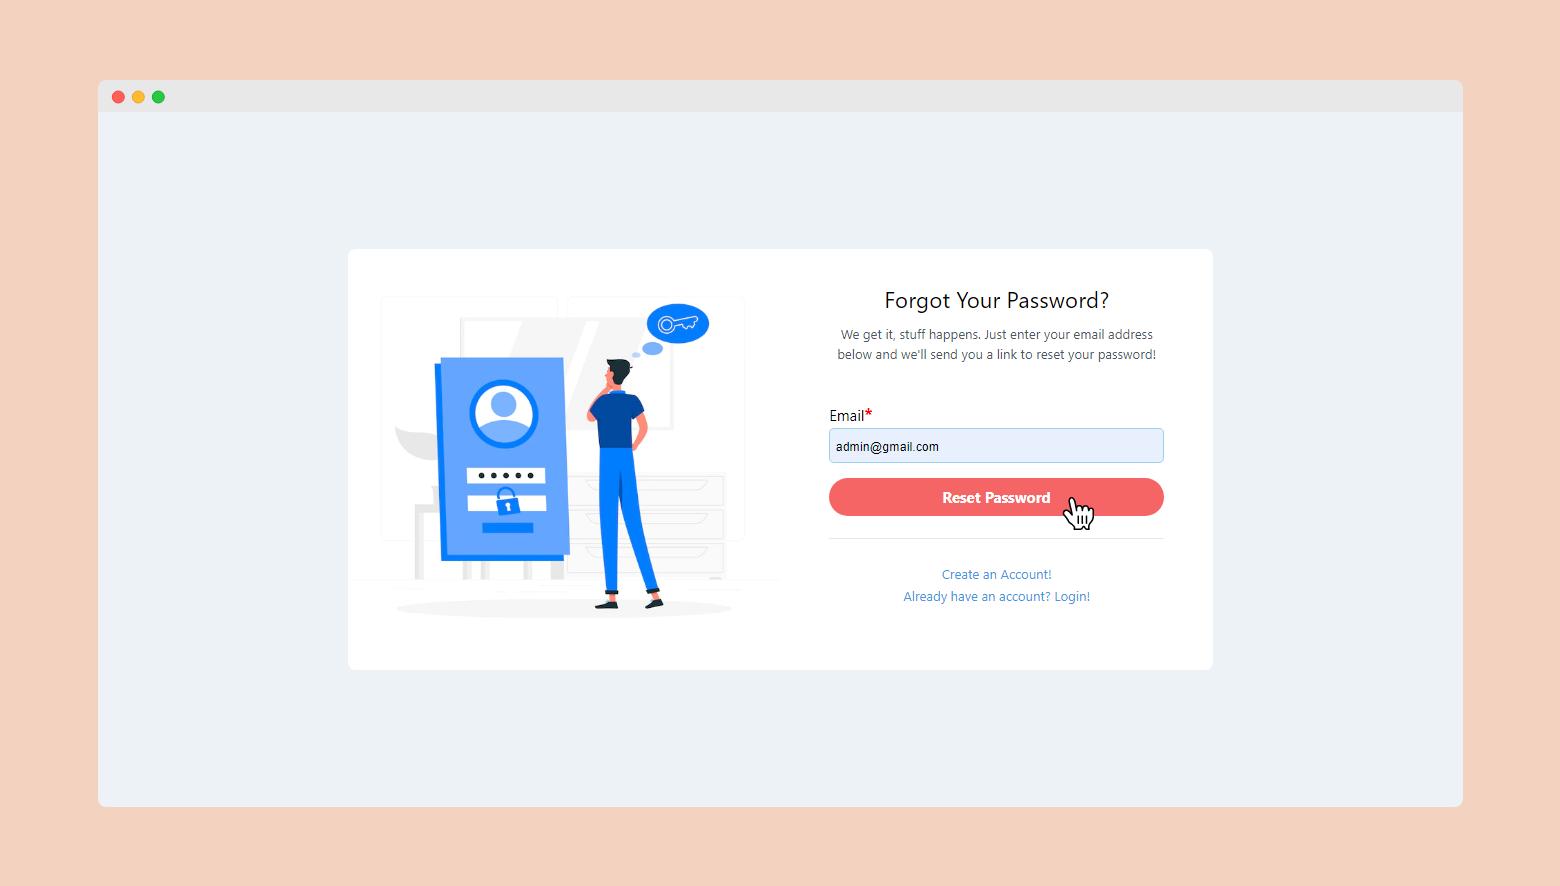 Forgot Your Password?
We get it, stuff happens. Just enter your email address
below and we'll send you a link to reset your password!
Email*
admin@gmail.com
Reset Password
Create an Account!
Already have an account? Login!